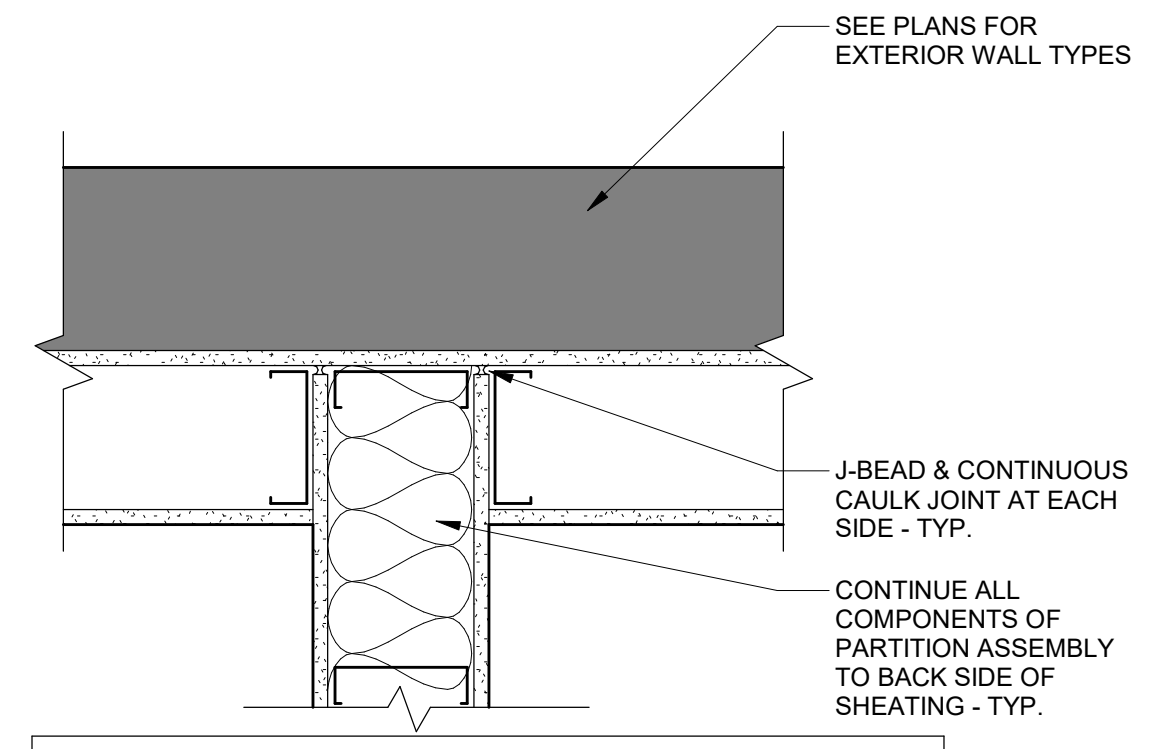 SEE PLANS FOR
EXTERIOR WALL TYPES
J-BEAD & CONTINUOUS
CAULK JOINT AT EACH
SIDE - TYP.
CONTINUE ALL
COMPONENTS OF
PARTITION ASSEMBLY
TO BACK SIDE OF
SHEATING - TYP.